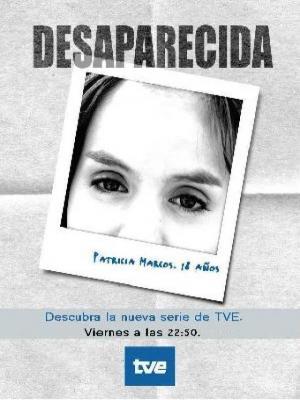 DESAPARECIDA
PATRICIA MARCOS. 18 AÑOS
Descubra la nueva serie de TVE.
Viernes a las 22:50.
tve